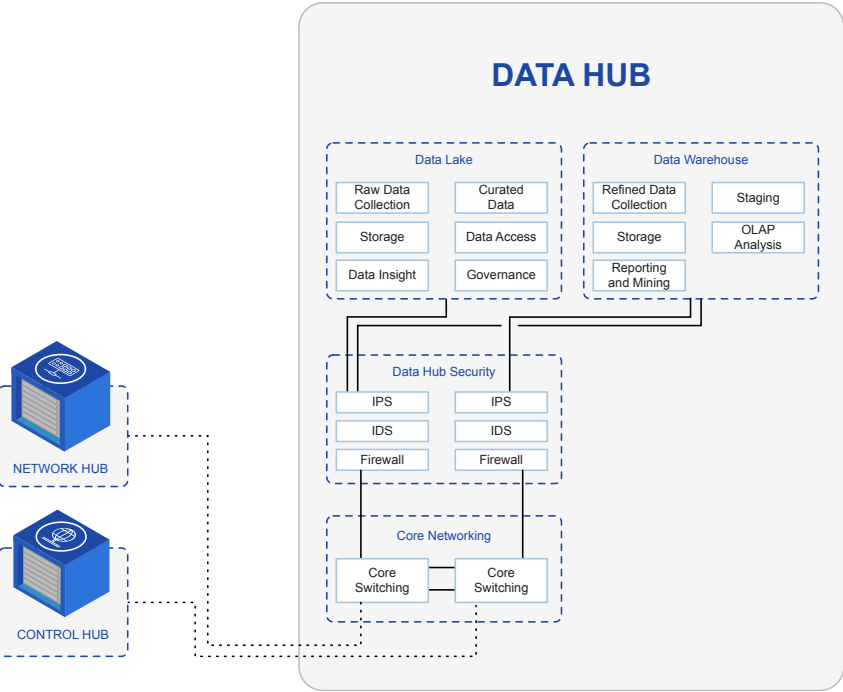 DATA HUB
Data Lake
Raw Data
Collection
Curated
Data
Storage
Data Access
Data Insight
Governance
Data Warehouse
Refined Data
Collection
Staging
Storage
OLAP
Analysis
Reporting
and Mining
Data Hub Security
IPS
IPS
IDS
IDS
Firewall
Firewall
NETWORK HUB
Core Networking
Core
Switching
Core
Switching
CONTROL HUB